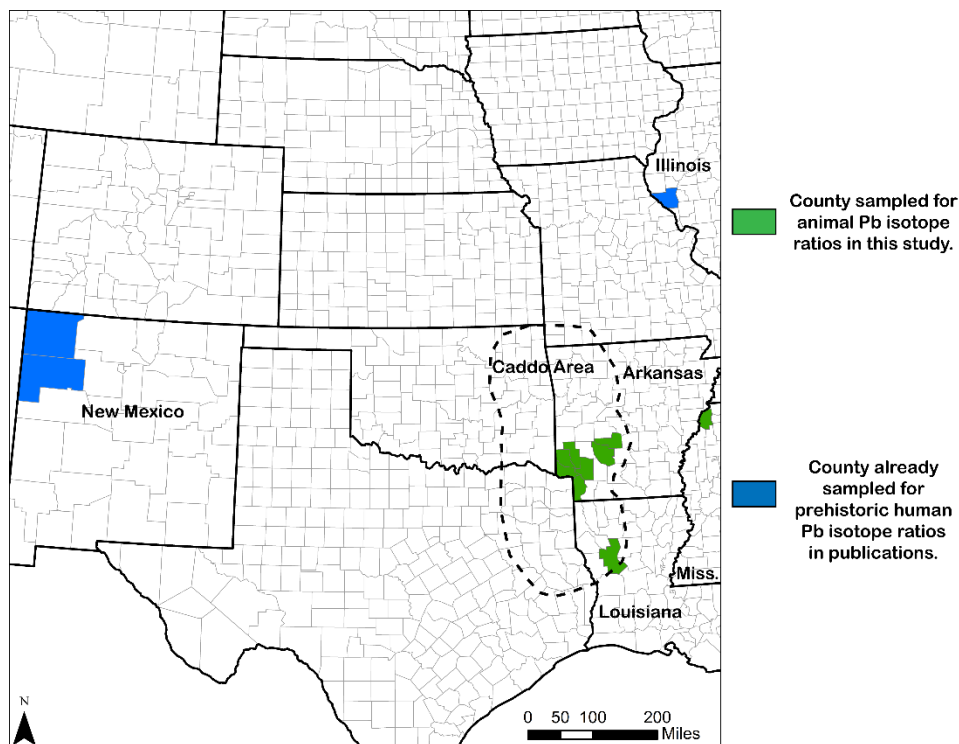 Illinois
Caddo Area
Arkansas
New Mexico
Miss.
Louisiana
N
0 50 100 200
Miles
County sampled for
animal Pb isotope
ratios in this study.
County already
sampled for
prehistoric human
Pb isotope ratios
in publications.